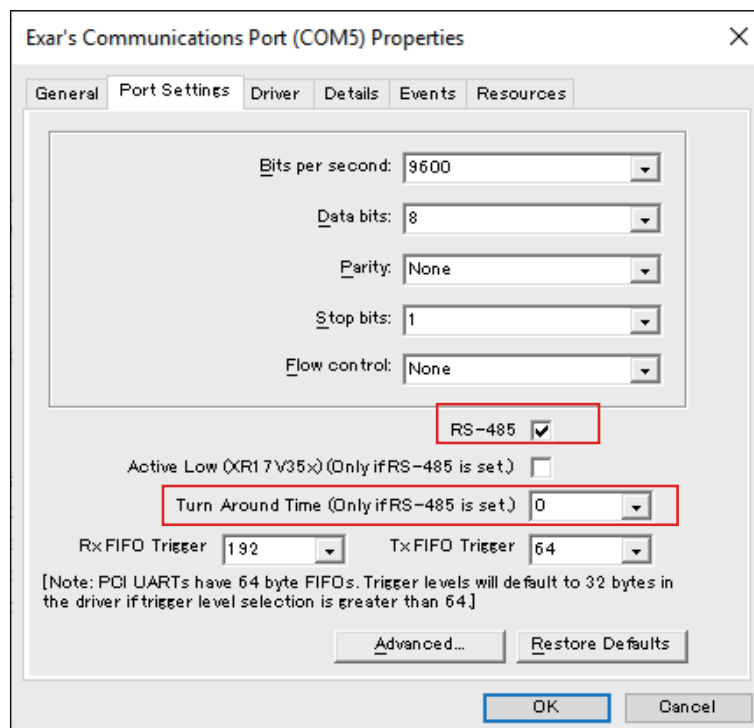 Exar's Communications Port (COM5) Properties
General Port Settings Driver Details Events Resources
Bits per second: 9600
Data bits: 8
Parity: None
Stop bits: 1
Flow control: None
RS-485
Active Low (XR17V35x) (Only if RS-485 is set.)
Turn Around Time (Only if RS-485 is set.) 0
Rx FIFO Trigger 192 Tx FIFO Trigger 64
[Note: PCI UARTs have 64 byte FIFOs. Trigger levels will default to 32 bytes in
the driver if trigger level selection is greater than 64.]
Advanced... Restore Defaults
OK Cancel